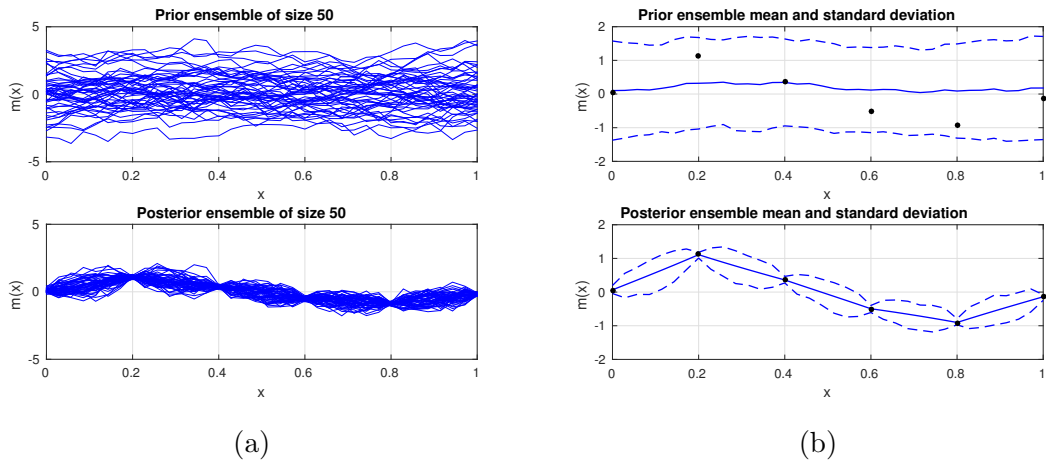 Prior ensemble of size 50
5
0
-5
m(x)
0
0.2
0.4
0.6
0.8
1
x
Posterior ensemble of size 50
5
0
-5
m(x)
0
0.2
0.4
0.6
0.8
1
x
(a)
Prior ensemble mean and standard deviation
2
1
0
-1
-2
m(x)
0
0.2
0.4
0.6
0.8
1
x
Posterior ensemble mean and standard deviation
2
1
0
-1
-2
m(x)
0
0.2
0.4
0.6
0.8
1
x
(b)